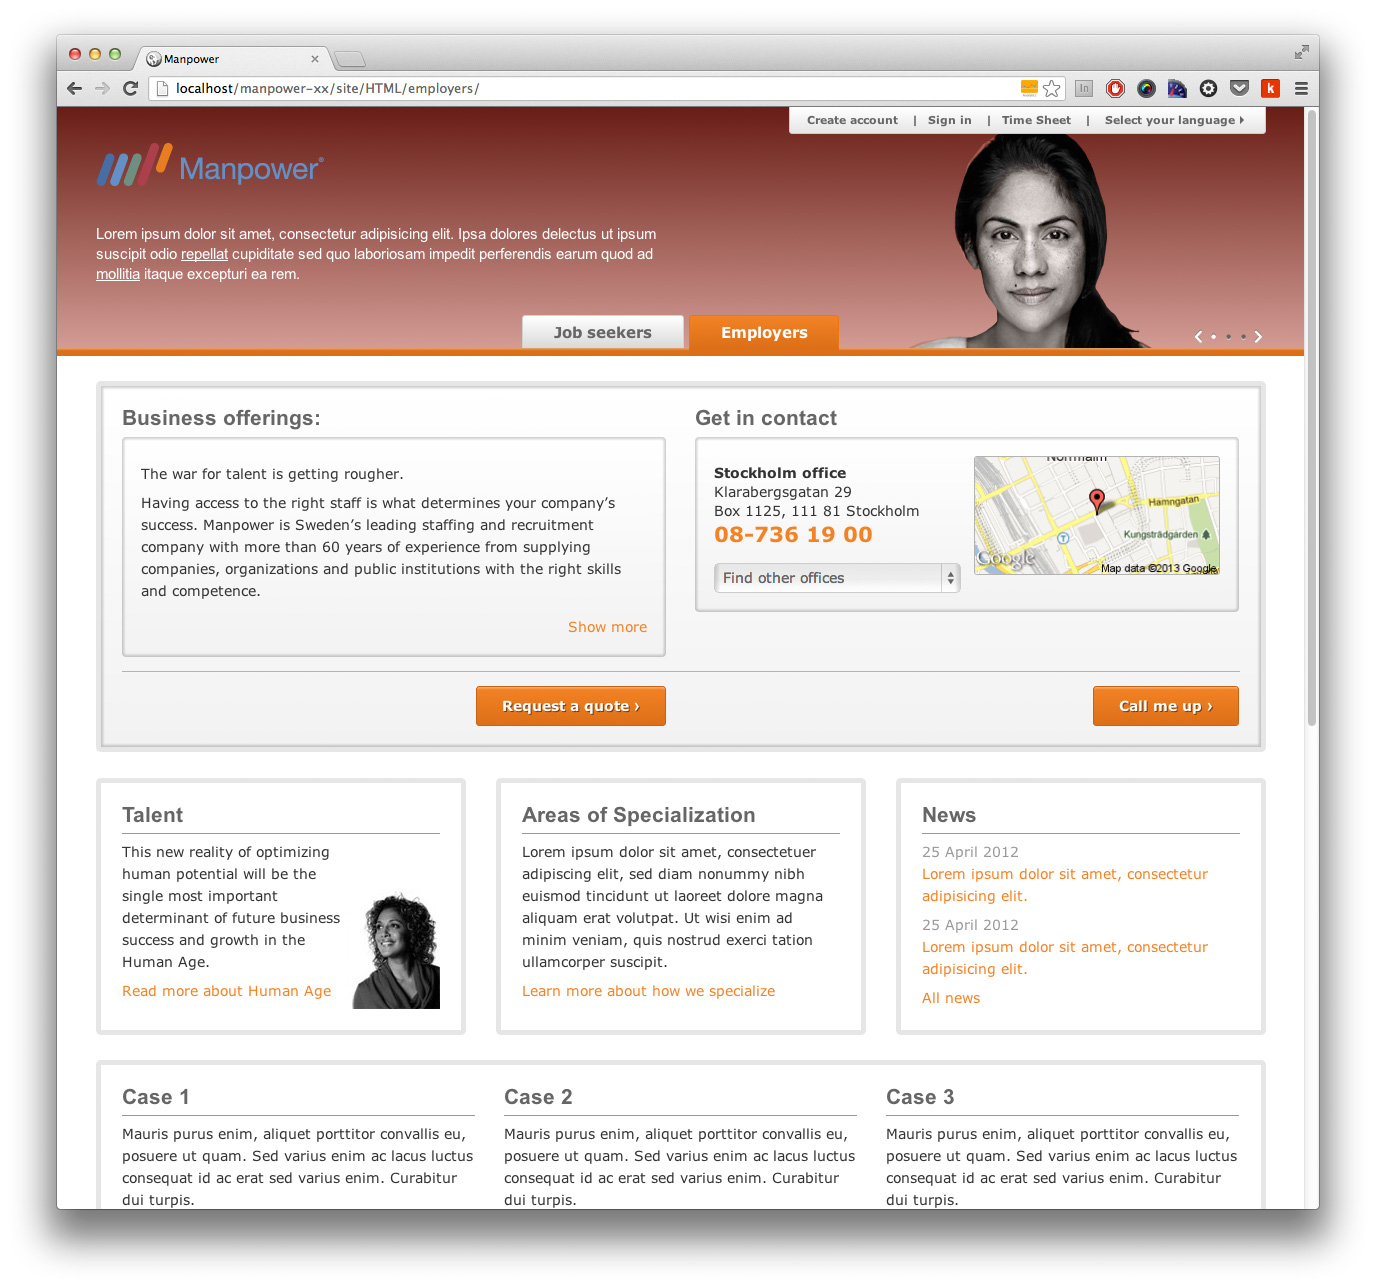 Manpower
localhost/manpower-xx/site/HTML/employers/
Create account | Sign in | Time Sheet | Select your language
Manpower®
Lorem ipsum dolor sit amet, consectetur adipisicing elit. Ipsa dolores delectus ut ipsum
suscipit odio repellat cupiditate sed quo laboriosam impedit perferendis earum quod ad
mollitia itaque excepturi ea rem.
Job seekers
Employers
Business offerings:
The war for talent is getting rougher.
Having access to the right staff is what determines your company’s
success. Manpower is Sweden’s leading staffing and recruitment
company with more than 60 years of experience from supplying
companies, organizations and public institutions with the right skills
and competence.
Show more
Request a quote ›
Get in contact
Stockholm office
Klarabergsgatan 29
Box 1125, 111 81 Stockholm
08-736 19 00
Find other offices
Norrmalm
Hamngatan
T
Kungsträdgården
Google
Map data ©2013 Google
Call me up ›
Talent
This new reality of optimizing
human potential will be the
single most important
determinant of future business
success and growth in the
Human Age.
Read more about Human Age
Areas of Specialization
Lorem ipsum dolor sit amet, consectetuer
adipiscing elit, sed diam nonummy nibh
euismod tincidunt ut laoreet dolore magna
aliquam erat volutpat. Ut wisi enim ad
minim veniam, quis nostrud exerci tation
ullamcorper suscipit.
Learn more about how we specialize
News
25 April 2012
Lorem ipsum dolor sit amet, consectetur
adipisicing elit.
25 April 2012
Lorem ipsum dolor sit amet, consectetur
adipisicing elit.
All news
Case 1
Mauris purus enim, aliquet porttitor convallis eu,
posuere ut quam. Sed varius enim ac lacus luctus
consequat id ac erat sed varius enim. Curabitur
dui turpis.
Case 2
Mauris purus enim, aliquet porttitor convallis eu,
posuere ut quam. Sed varius enim ac lacus luctus
consequat id ac erat sed varius enim. Curabitur
dui turpis.
Case 3
Mauris purus enim, aliquet porttitor convallis eu,
posuere ut quam. Sed varius enim ac lacus luctus
consequat id ac erat sed varius enim. Curabitur
dui turpis.